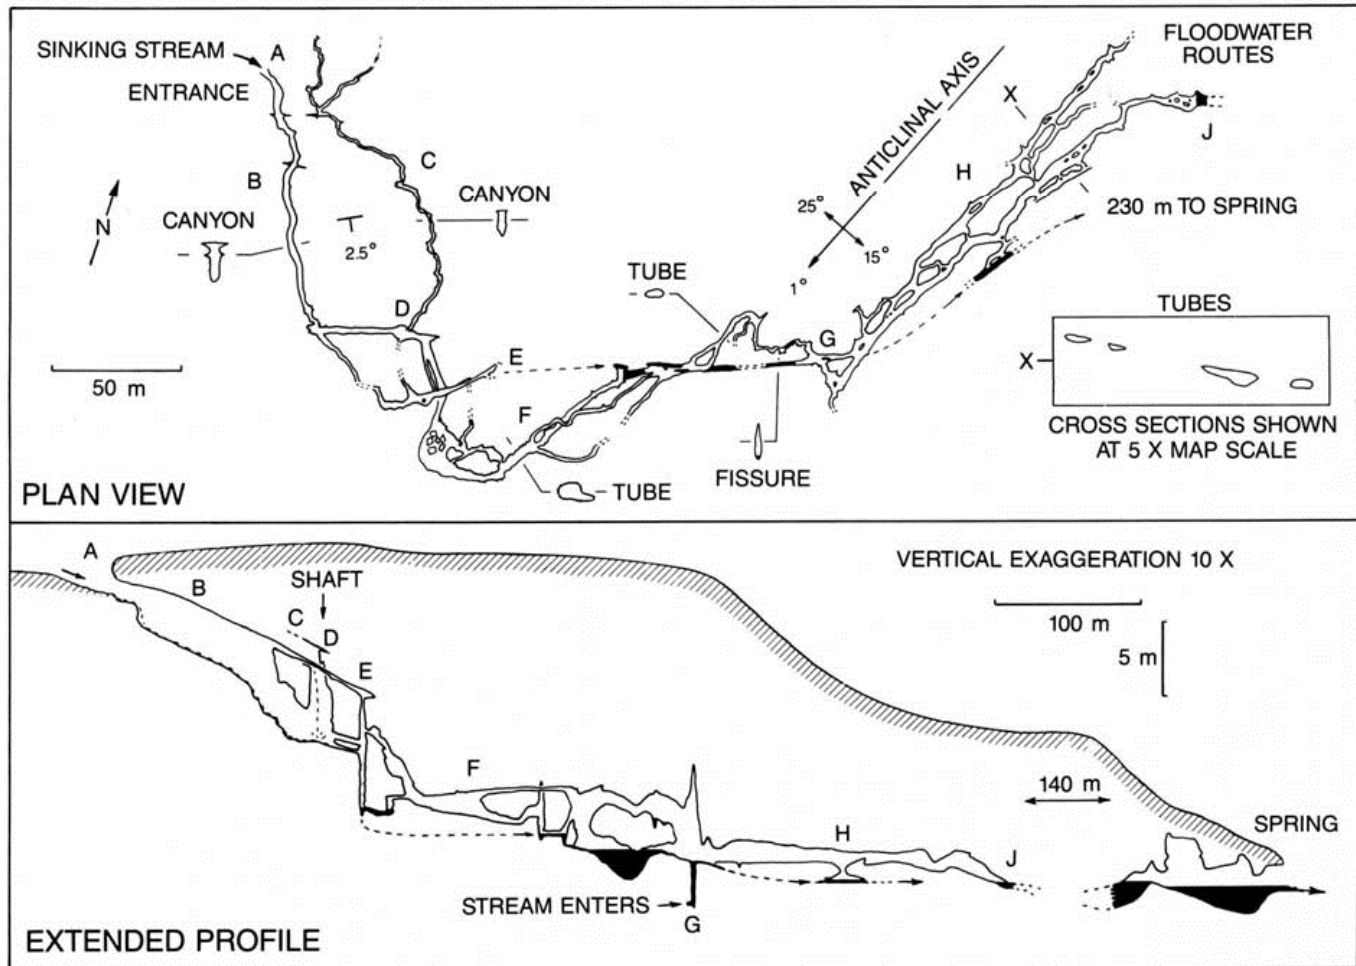 SINKING STREAM
A
ENTRANCE
B
C
CANYON
CANYON
N
2.5°
D
50 m
E
F
TUBE
TUBE
FISSURE
G
ANTICLINAL AXIS
25°
15°
1°
X
H
FLOODWATER
ROUTES
J
230 m TO SPRING
TUBES
X
CROSS SECTIONS SHOWN
AT 5 X MAP SCALE
PLAN VIEW
A
B
SHAFT
C
D
E
F
VERTICAL EXAGGERATION 10 X
100 m
5 m
140 m
SPRING
H
J
STREAM ENTERS
G
EXTENDED PROFILE